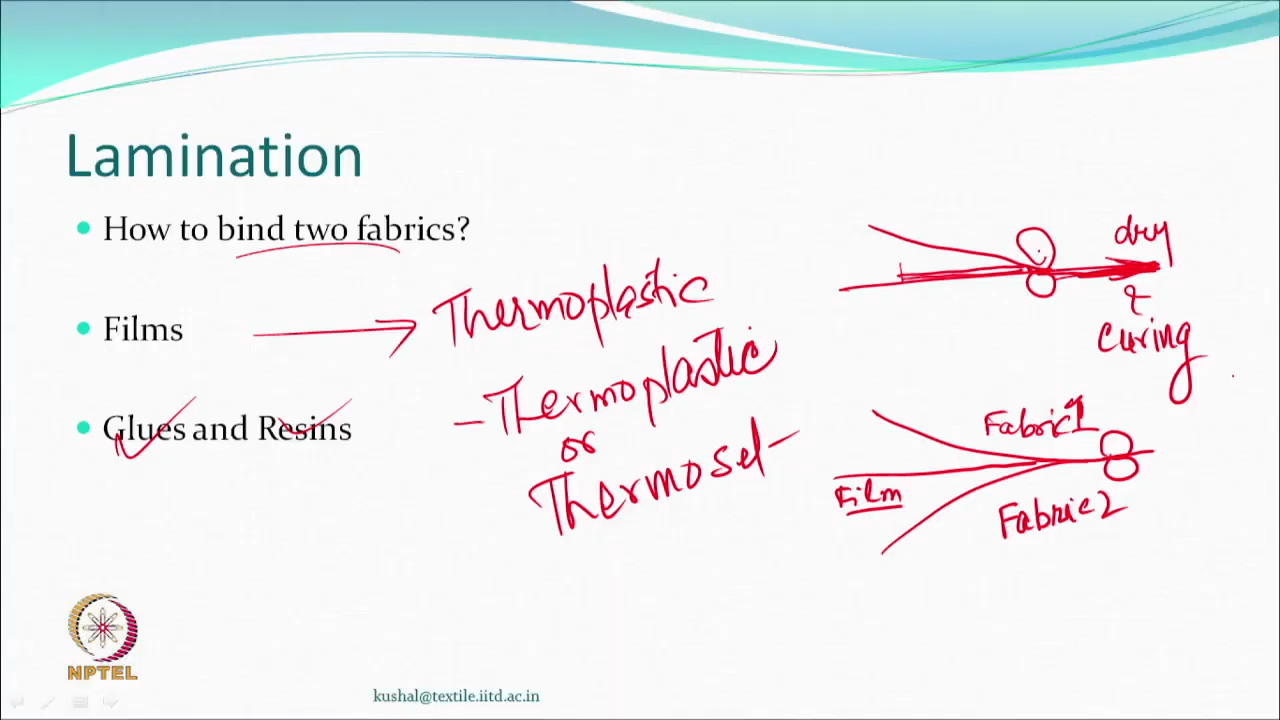 Lamination
How to bind two fabrics?
Films
Glues and Resins
Thermoplastic
- Thermoplastic
or
Thermoset -
dry
&
curing
Fabric 1
Film
Fabric 2
NPTEL
kushal@textile.iitd.ac.in